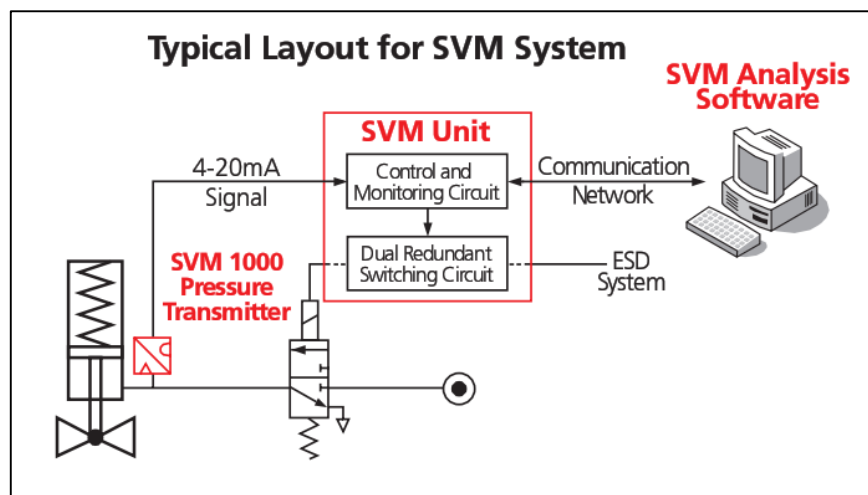 Typical Layout for SVM System
SVM Analysis
Software
SVM Unit
4-20mA
Signal
Control and
Monitoring Circuit
Communication
Network
SVM 1000
Pressure
Transmitter
Dual Redundant
Switching Circuit
ESD
System